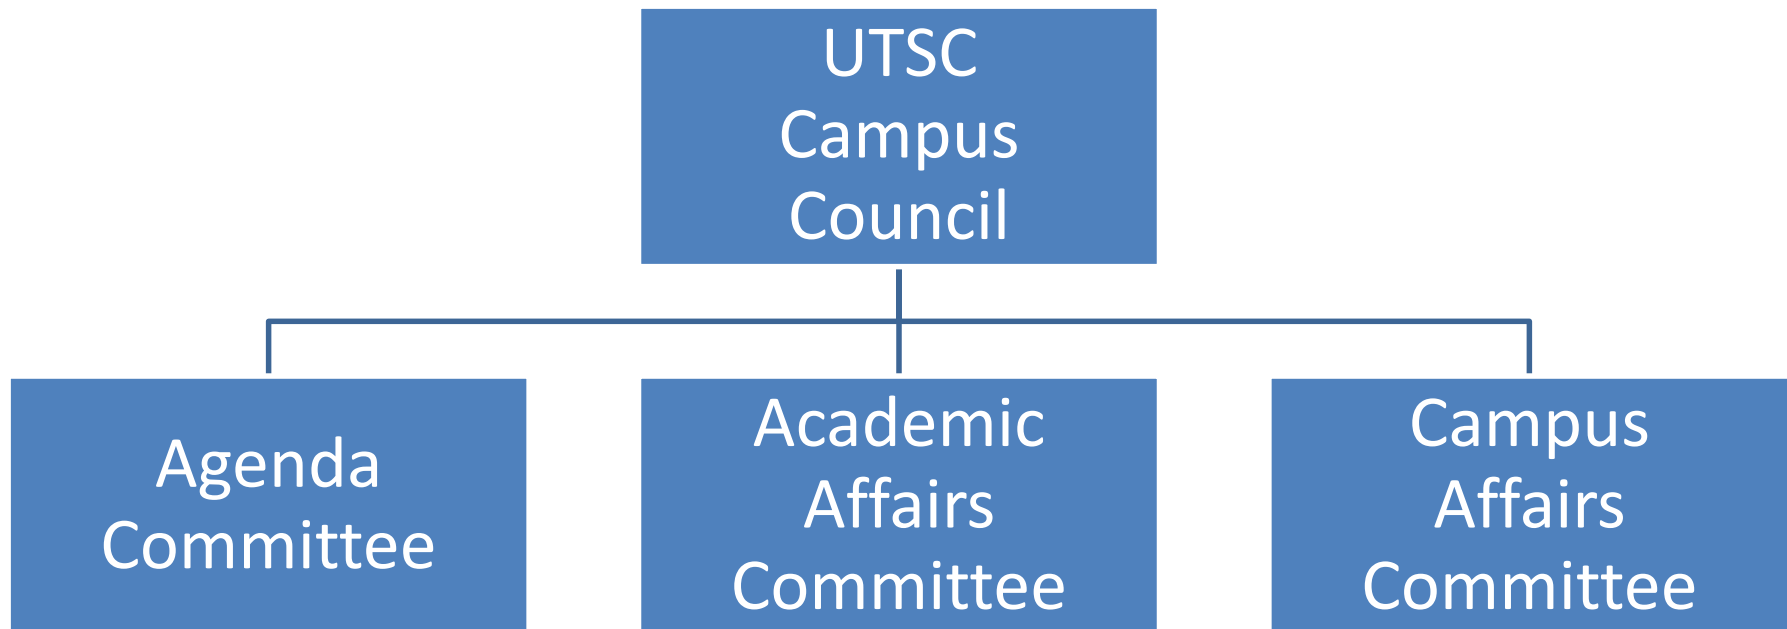 UTSC
Campus
Council
Agenda
Committee
Academic
Affairs
Committee
Campus
Affairs
Committee